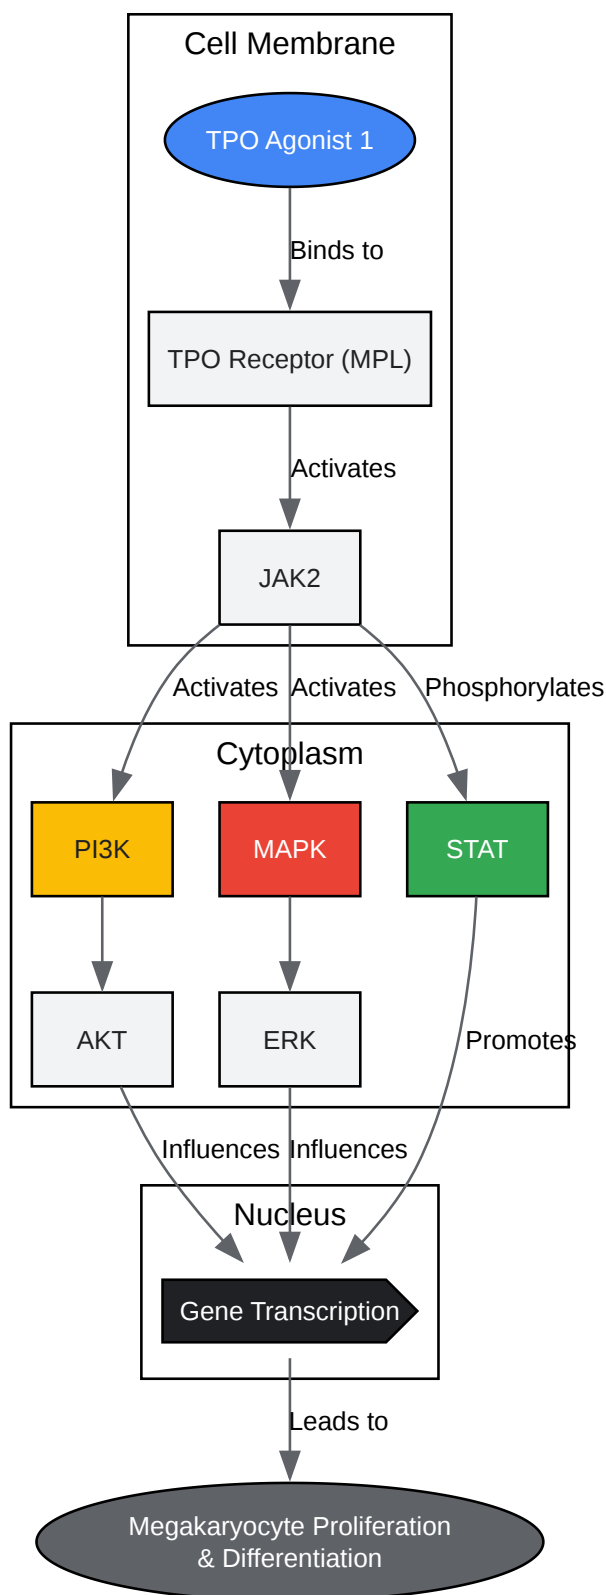 Cell Membrane
TPO Agonist 1
Binds to
TPO Receptor (MPL)
Activates
JAK2
Activates
Activates
Phosphorylates
Cytoplasm
PI3K
MAPK
STAT
AKT
ERK
Promotes
Influences
Influences
Nucleus
Gene Transcription
Leads to
Megakaryocyte Proliferation
& Differentiation